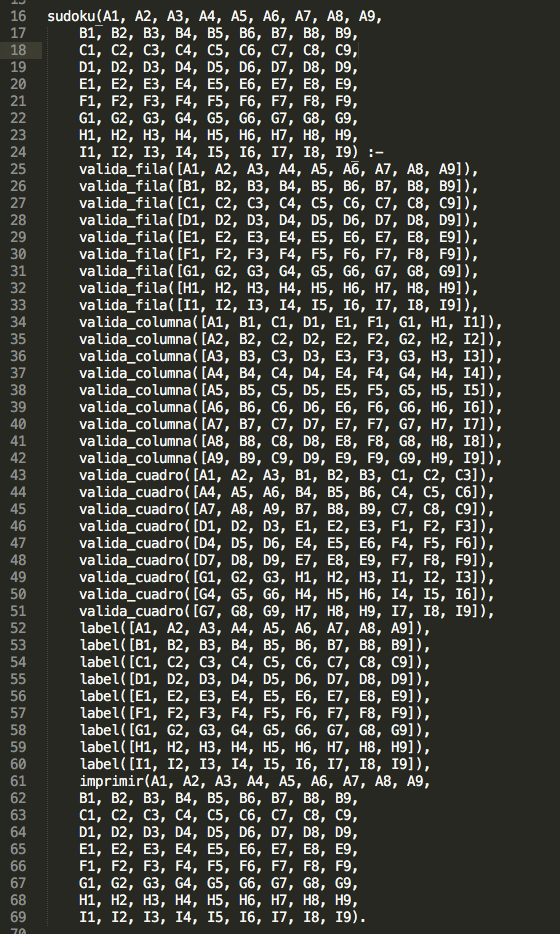 16 sudoku(A1, A2, A3, A4, A5, A6, A7, A8, A9,
17 B1, B2, B3, B4, B5, B6, B7, B8, B9,
18 C1, C2, C3, C4, C5, C6, C7, C8, C9,
19 D1, D2, D3, D4, D5, D6, D7, D8, D9,
20 E1, E2, E3, E4, E5, E6, E7, E8, E9,
21 F1, F2, F3, F4, F5, F6, F7, F8, F9,
22 G1, G2, G3, G4, G5, G6, G7, G8, G9,
23 H1, H2, H3, H4, H5, H6, H7, H8, H9,
24 I1, I2, I3, I4, I5, I6, I7, I8, I9) :-
25 valida_fila([A1, A2, A3, A4, A5, A6, A7, A8, A9]),
26 valida_fila([B1, B2, B3, B4, B5, B6, B7, B8, B9]),
27 valida_fila([C1, C2, C3, C4, C5, C6, C7, C8, C9]),
28 valida_fila([D1, D2, D3, D4, D5, D6, D7, D8, D9]),
29 valida_fila([E1, E2, E3, E4, E5, E6, E7, E8, E9]),
30 valida_fila([F1, F2, F3, F4, F5, F6, F7, F8, F9]),
31 valida_fila([G1, G2, G3, G4, G5, G6, G7, G8, G9]),
32 valida_fila([H1, H2, H3, H4, H5, H6, H7, H8, H9]),
33 valida_fila([I1, I2, I3, I4, I5, I6, I7, I8, I9]),
34 valida_columna([A1, B1, C1, D1, E1, F1, G1, H1, I1]),
35 valida_columna([A2, B2, C2, D2, E2, F2, G2, H2, I2]),
36 valida_columna([A3, B3, C3, D3, E3, F3, G3, H3, I3]),
37 valida_columna([A4, B4, C4, D4, E4, F4, G4, H4, I4]),
38 valida_columna([A5, B5, C5, D5, E5, F5, G5, H5, I5]),
39 valida_columna([A6, B6, C6, D6, E6, F6, G6, H6, I6]),
40 valida_columna([A7, B7, C7, D7, E7, F7, G7, H7, I7]),
41 valida_columna([A8, B8, C8, D8, E8, F8, G8, H8, I8]),
42 valida_columna([A9, B9, C9, D9, E9, F9, G9, H9, I9]),
43 valida_cuadro([A1, A2, A3, B1, B2, B3, C1, C2, C3]),
44 valida_cuadro([A4, A5, A6, B4, B5, B6, C4, C5, C6]),
45 valida_cuadro([A7, A8, A9, B7, B8, B9, C7, C8, C9]),
46 valida_cuadro([D1, D2, D3, E1, E2, E3, F1, F2, F3]),
47 valida_cuadro([D4, D5, D6, E4, E5, E6, F4, F5, F6]),
48 valida_cuadro([D7, D8, D9, E7, E8, E9, F7, F8, F9]),
49 valida_cuadro([G1, G2, G3, H1, H2, H3, I1, I2, I3]),
50 valida_cuadro([G4, G5, G6, H4, H5, H6, I4, I5, I6]),
51 valida_cuadro([G7, G8, G9, H7, H8, H9, I7, I8, I9]),
52 label([A1, A2, A3, A4, A5, A6, A7, A8, A9]),
53 label([B1, B2, B3, B4, B5, B6, B7, B8, B9]),
54 label([C1, C2, C3, C4, C5, C6, C7, C8, C9]),
55 label([D1, D2, D3, D4, D5, D6, D7, D8, D9]),
56 label([E1, E2, E3, E4, E5, E6, E7, E8, E9]),
57 label([F1, F2, F3, F4, F5, F6, F7, F8, F9]),
58 label([G1, G2, G3, G4, G5, G6, G7, G8, G9]),
59 label([H1, H2, H3, H4, H5, H6, H7, H8, H9]),
60 label([I1, I2, I3, I4, I5, I6, I7, I8, I9]),
61 imprimir(A1, A2, A3, A4, A5, A6, A7, A8, A9,
62 B1, B2, B3, B4, B5, B6, B7, B8, B9,
63 C1, C2, C3, C4, C5, C6, C7, C8, C9,
64 D1, D2, D3, D4, D5, D6, D7, D8, D9,
65 E1, E2, E3, E4, E5, E6, E7, E8, E9,
66 F1, F2, F3, F4, F5, F6, F7, F8, F9,
67 G1, G2, G3, G4, G5, G6, G7, G8, G9,
68 H1, H2, H3, H4, H5, H6, H7, H8, H9,
69 I1, I2, I3, I4, I5, I6, I7, I8, I9).